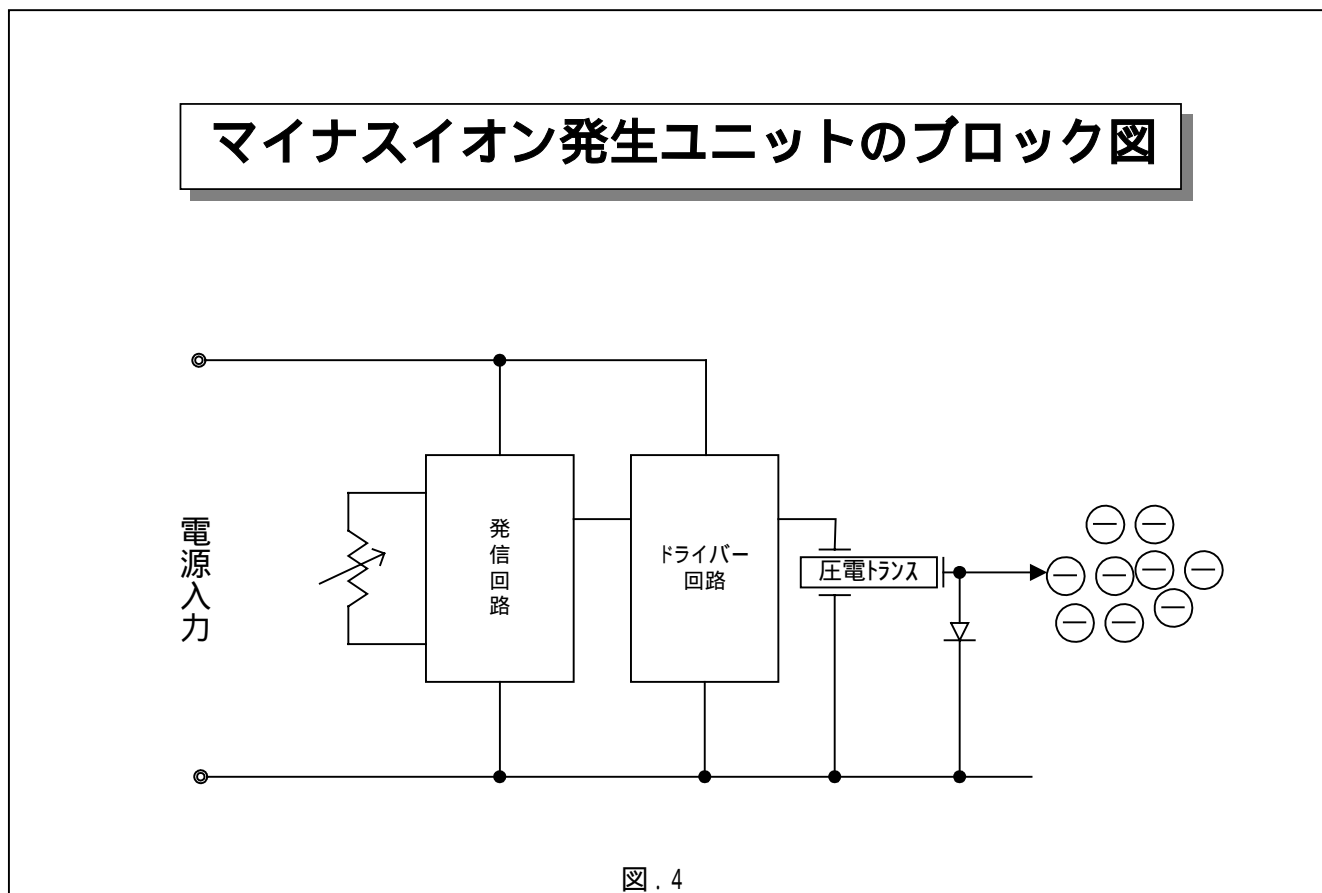 マイナスイオン発生ユニットのブロック図
電源入力
発信回路
ドライバー
回路
圧電トランス
図.4